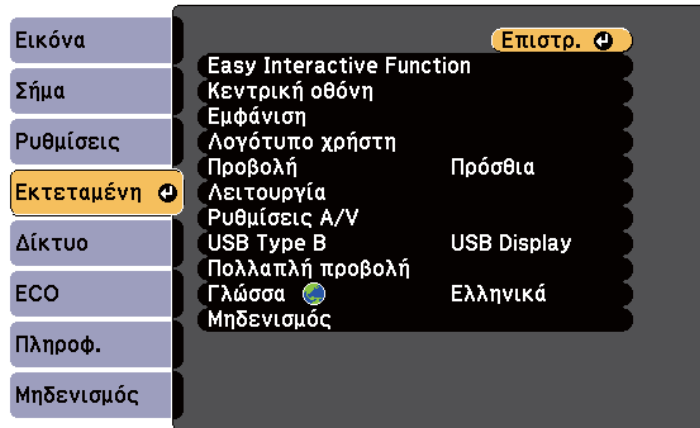 Εικόνα
Σήμα
Ρυθμίσεις
Εκτεταμένη
Δίκτυο
ECO
Πληροφ.
Μηδενισμός
Επιστρ.
Easy Interactive Function
Κεντρική οθόνη
Εμφάνιση
Λογότυπο χρήστη
Προβολή Πρόσθια
Λειτουργία
Ρυθμίσεις A/V
USB Type B USB Display
Πολλαπλή προβολή
Γλώσσα Ελληνικά
Μηδενισμός